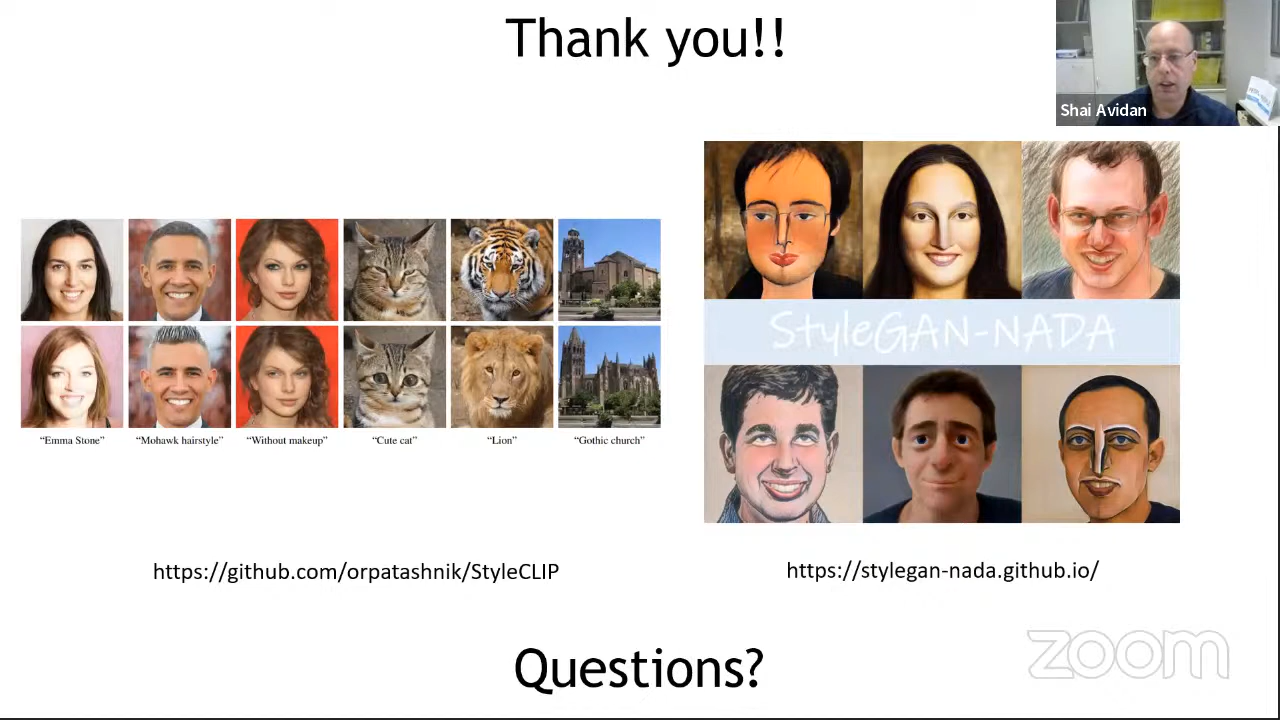 Thank you!!
Shai Avidan
StyleGAN-NADA
“Emma Stone” “Mohawk hairstyle” “Without makeup” “Cute cat” “Lion” “Gothic church”
https://github.com/orpatashnik/StyleCLIP
https://stylegan-nada.github.io/
Questions?
zoom